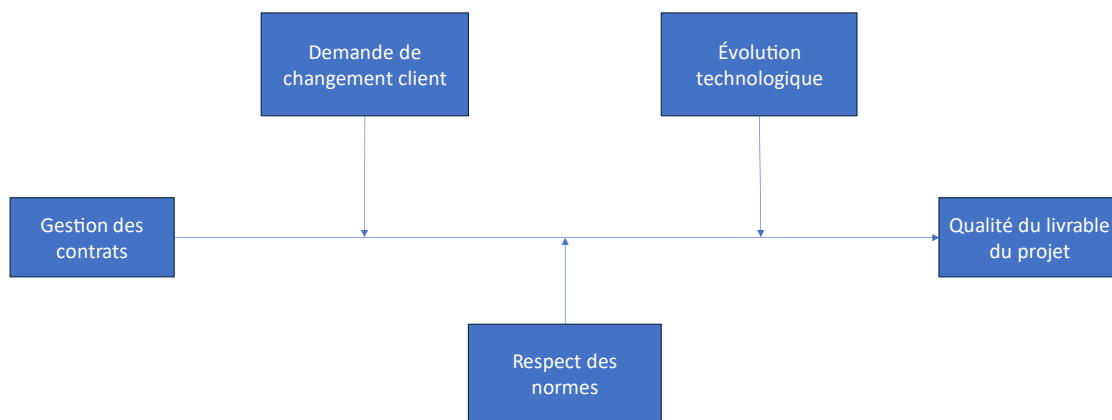 Demande de
changement client
Évolution
technologique
Gestion des
contrats
Qualité du livrable
du projet
Respect des
normes